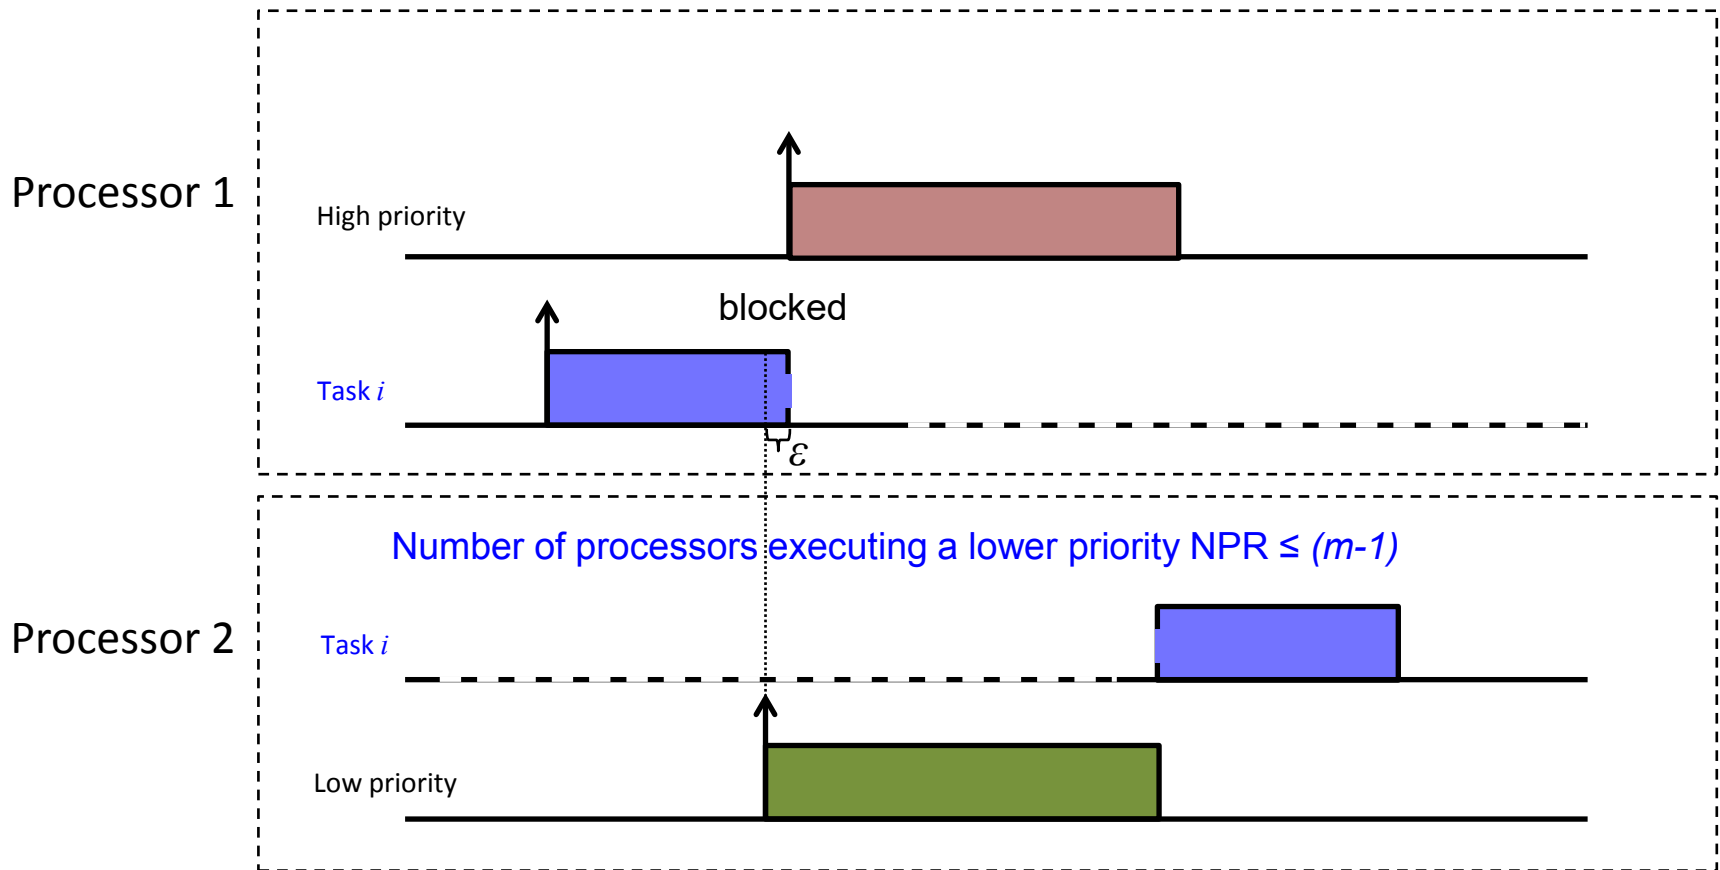 Processor 1
High priority
blocked
Task i
ε
Number of processors executing a lower priority NPR ≤ (m-1)
Processor 2
Task i
Low priority